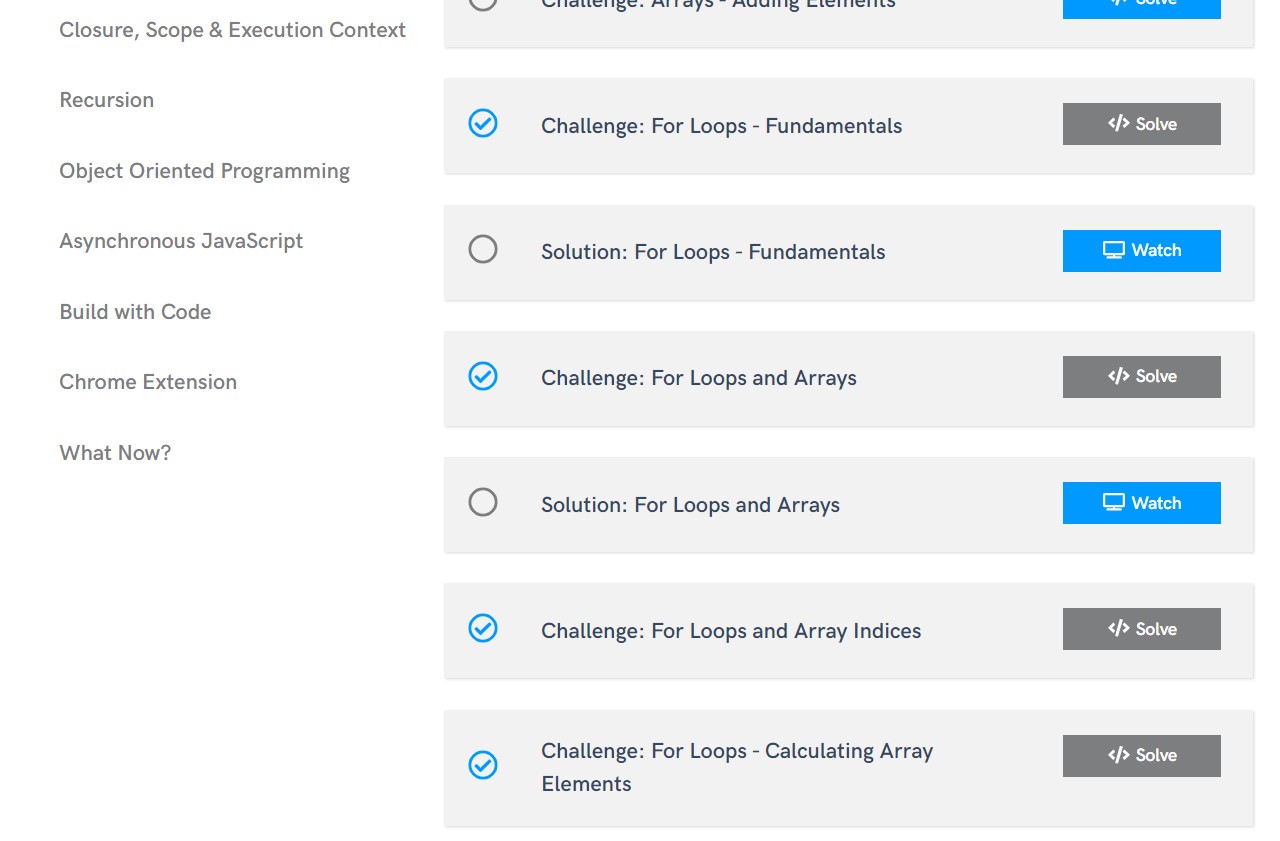 Closure, Scope & Execution Context
Recursion
Object Oriented Programming
Asynchronous JavaScript
Build with Code
Chrome Extension
What Now?
Challenge: Arrays - Adding Elements
Solve
Challenge: For Loops - Fundamentals
</> Solve
Solution: For Loops - Fundamentals
Watch
Challenge: For Loops and Arrays
</> Solve
Solution: For Loops and Arrays
Watch
Challenge: For Loops and Array Indices
</> Solve
Challenge: For Loops - Calculating Array
Elements
</> Solve